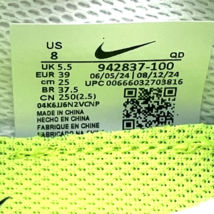 US 8
942837-100 QD
UK 5.5
EUR 39
cm 25
BR 37.5
CN 250(2.5)
06/05/24 08/12/24
UPC 00666032703816
04K6JJ6N2VCNP
MADE IN CHINA
FABRIQUE EN CHINE
HECHO EN CHINA
FABRICADO NA